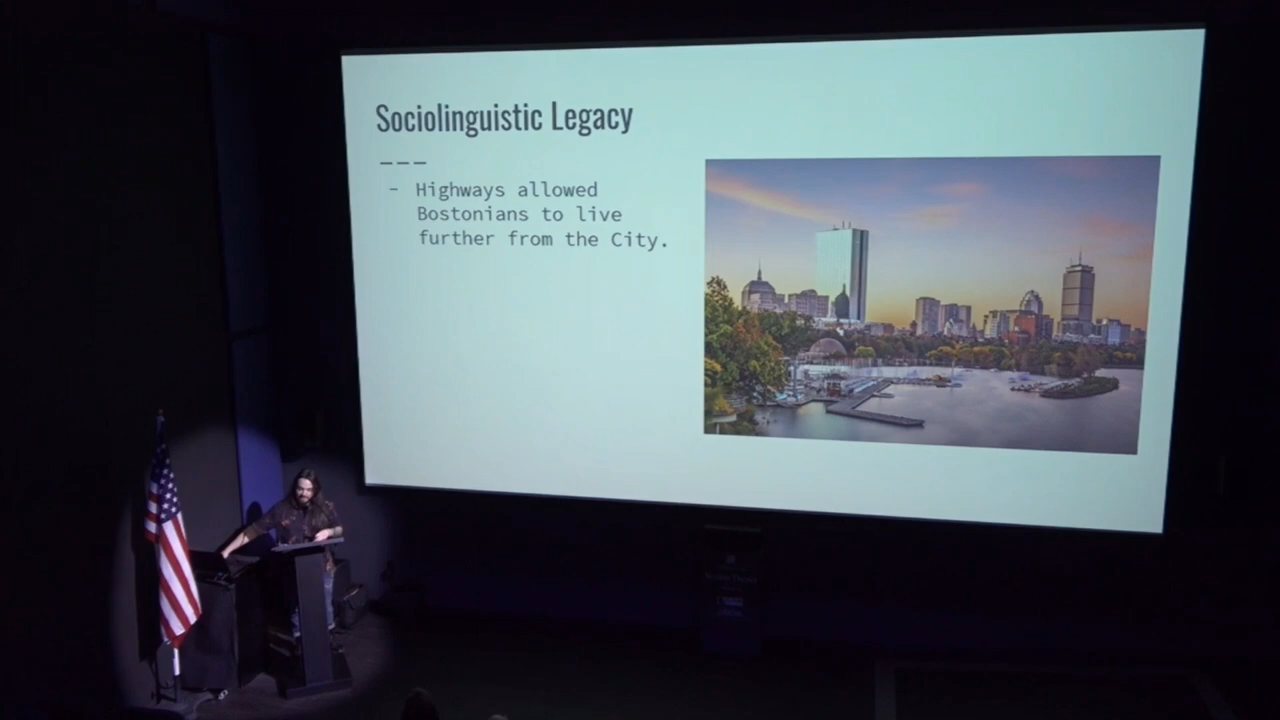 Sociolinguistic Legacy
---
- Highways allowed
Bostonians to live
further from the City.